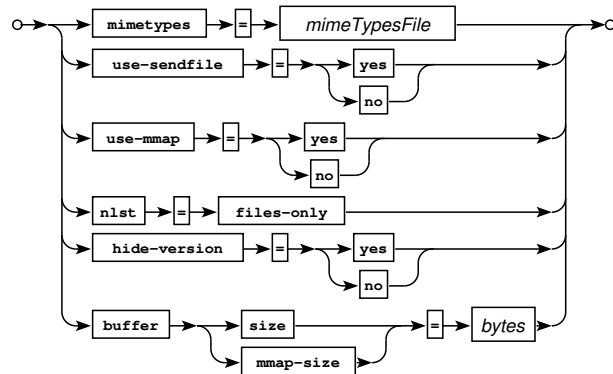 mimetypes = mimeTypesFile
use-sendfile = yes
no
use-mmap = yes
no
nlst = files-only
hide-version = yes
no
buffer size = bytes
mmap-size